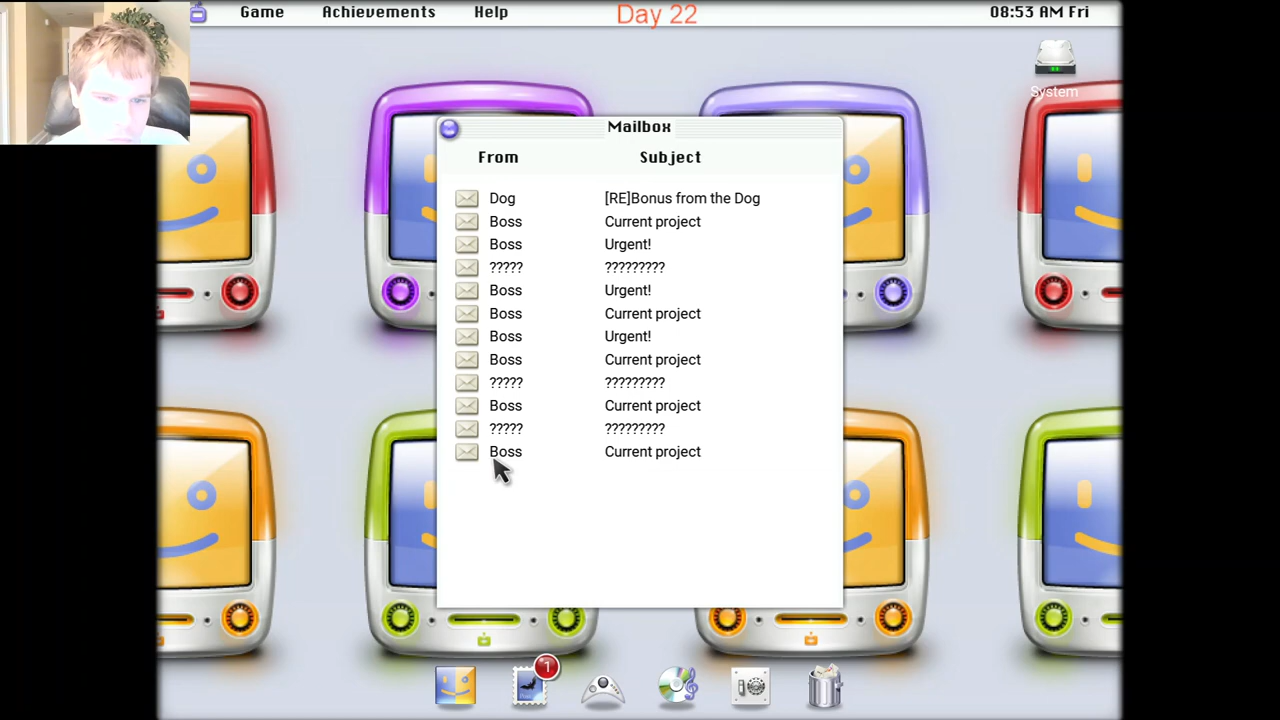 Game Achievements Help Day 22 08:53 AM Fri
System
Mailbox
From Subject
Dog [RE]Bonus from the Dog
Boss Current project
Boss Urgent!
????? ?????????
Boss Urgent!
Boss Current project
Boss Urgent!
Boss Current project
????? ?????????
Boss Current project
????? ?????????
Boss Current project
1